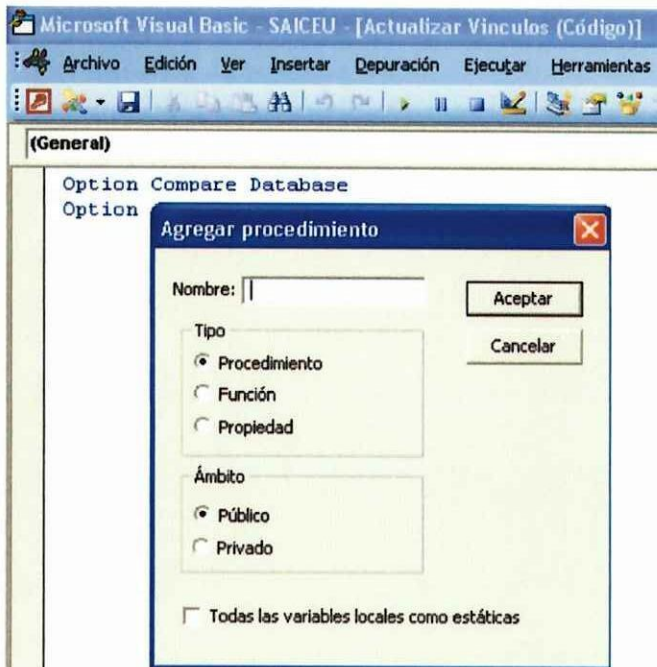 Microsoft Visual Basic - SAICEU - [Actualizar Vinculos (Código)]
Archivo Edición Ver Insertar Depuración Ejecutar Herramientas
(General)
Option Compare Database
Option
Agregar procedimiento
Nombre:
Aceptar
Tipo
Cancelar
Procedimiento
Función
Propiedad
Ámbito
Público
Privado
Todas las variables locales como estáticas